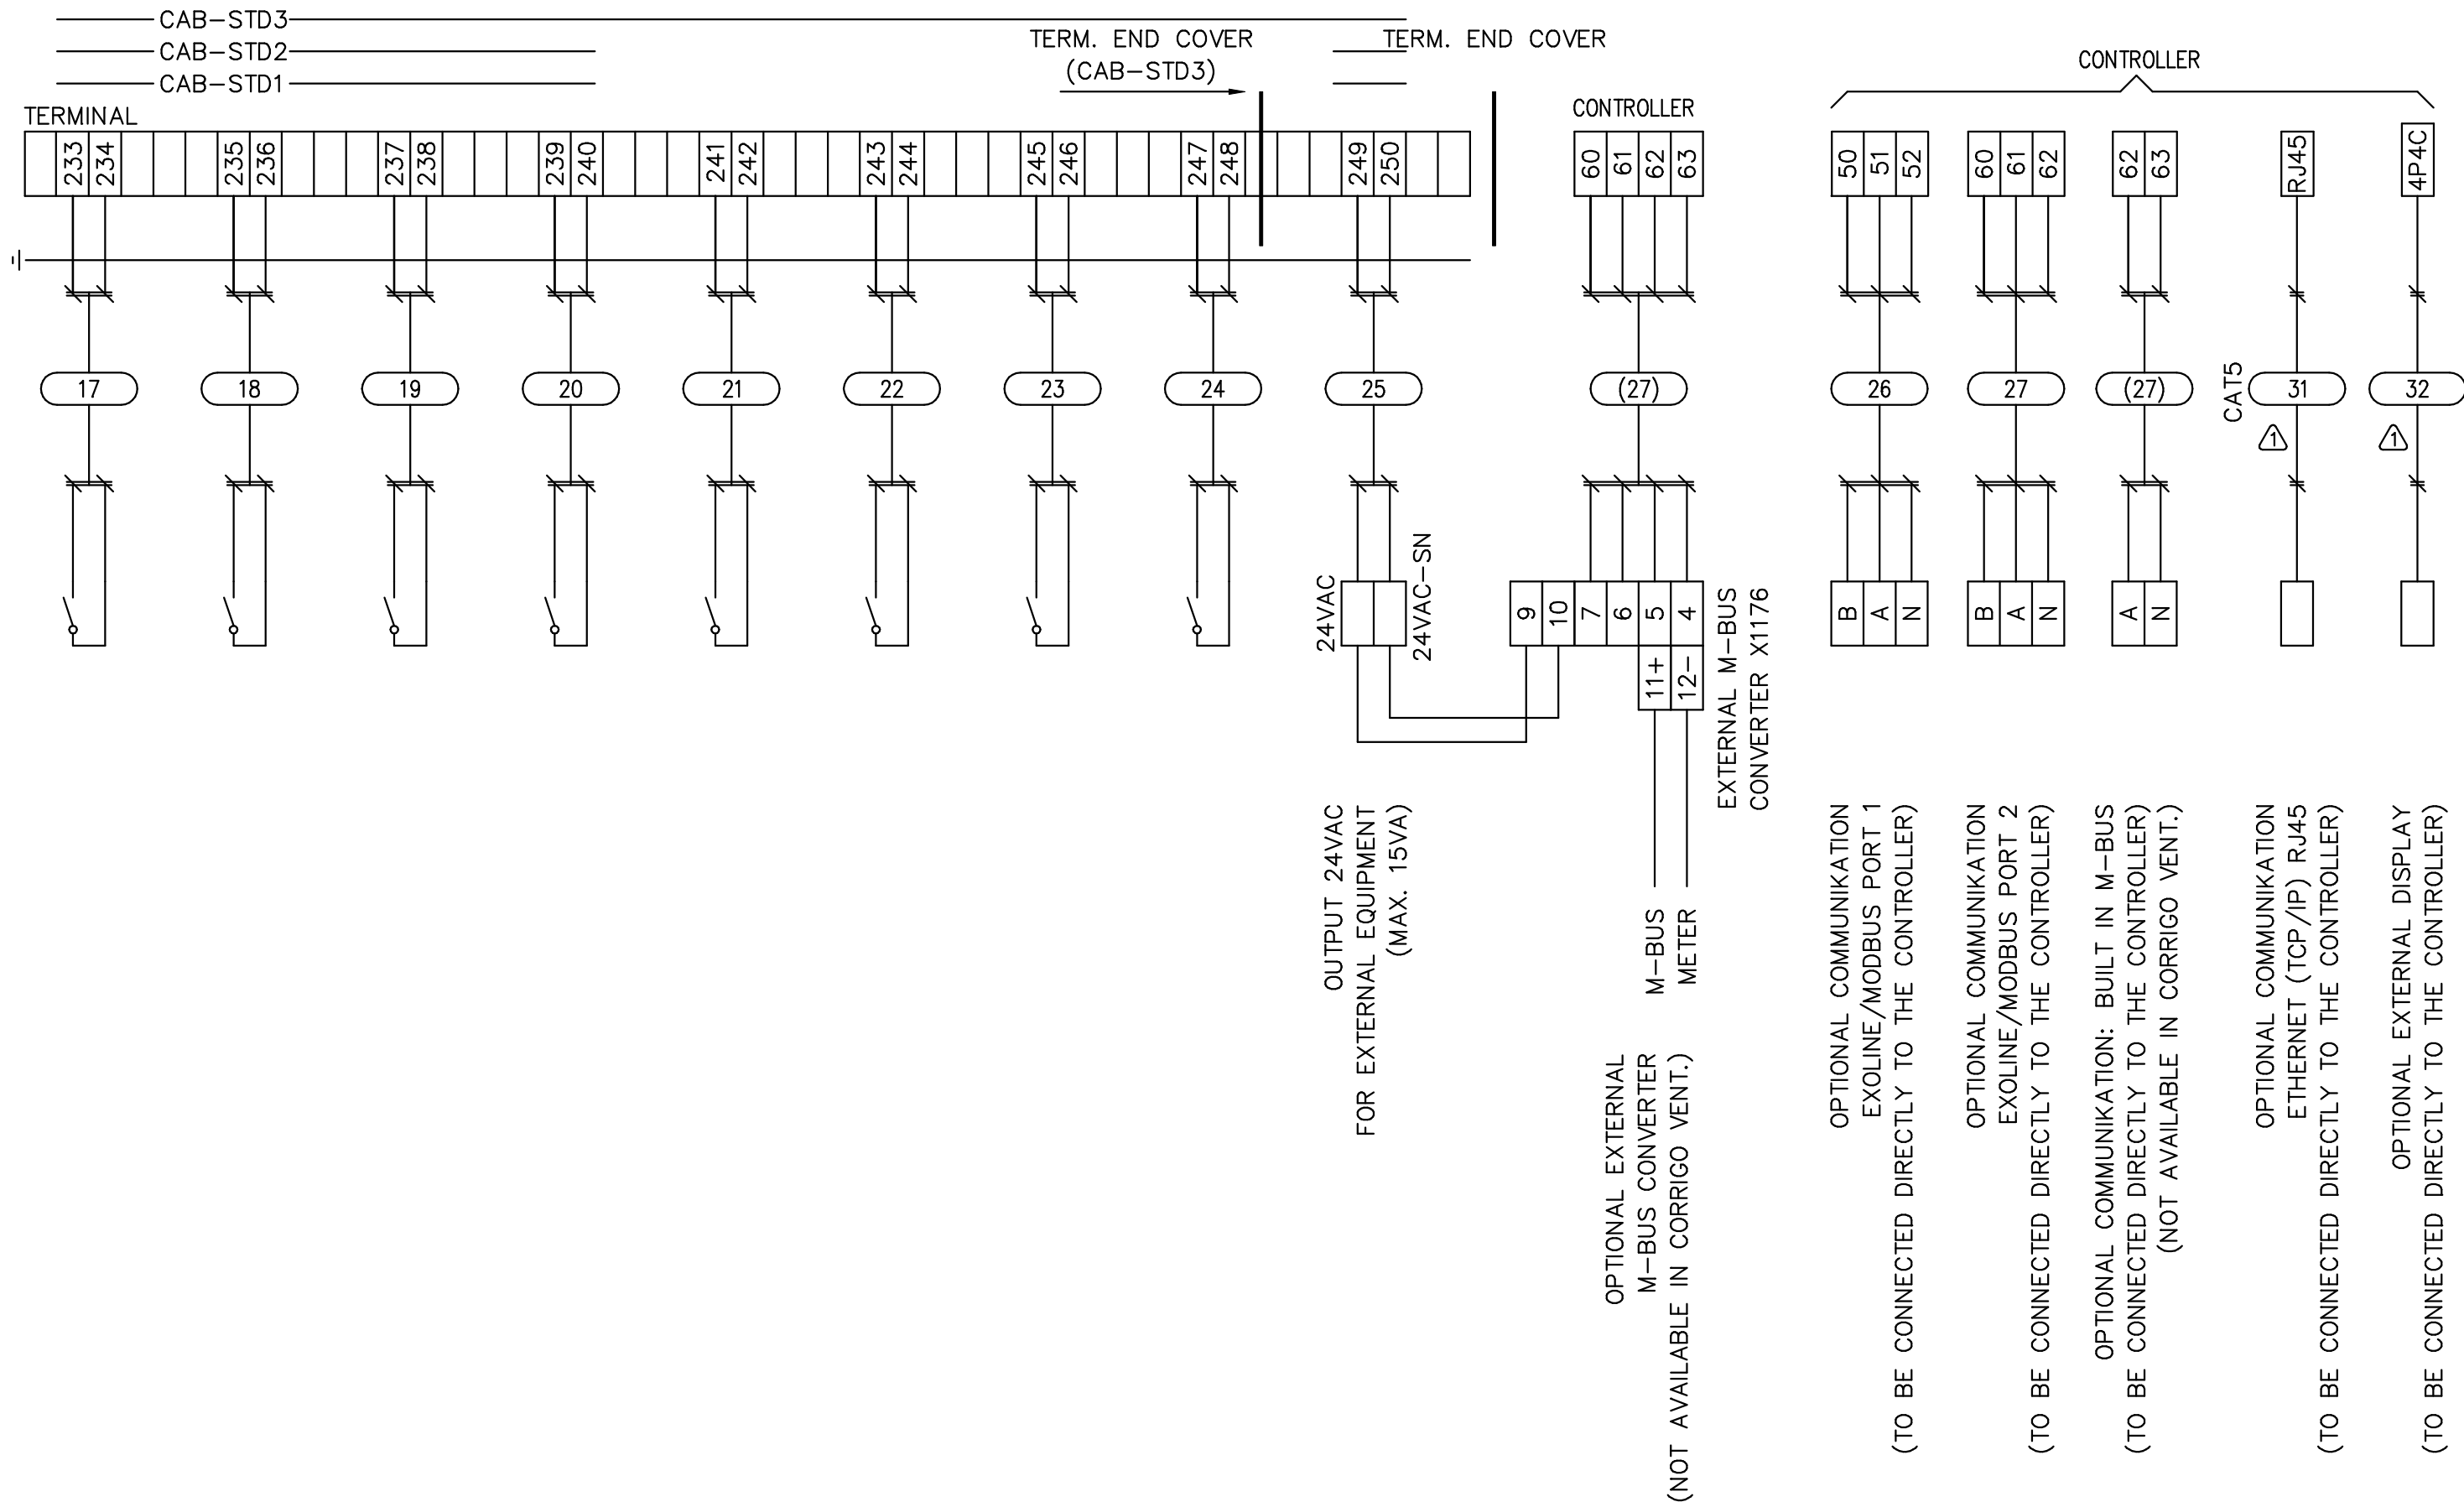 CAB-STD3
CAB-STD2
CAB-STD1
TERM. END COVER
(CAB-STD3)
TERM. END COVER
CONTROLLER
CONTROLLER
TERMINAL
233 234 235 236 237 238 239 240 241 242 243 244 245 246 247 248 249 250
60 61 62 63
50 51 52
60 61 62
62 63
RJ45
4P4C
17 18 19 20 21 22 23 24 25 (27) 26 27 (27) 31 32
CAT5
1
1
24VAC
24VAC-SN
9 10 7 6 5 4
11+ 12-
EXTERNAL M-BUS
CONVERTER X1176
B A N
B A N
A N
OUTPUT 24VAC
FOR EXTERNAL EQUIPMENT
(MAX. 15VA)
M-BUS
METER
OPTIONAL EXTERNAL
M-BUS CONVERTER
(NOT AVAILABLE IN CORRIGO VENT.)
OPTIONAL COMMUNIKATION
EXOLINE/MODBUS PORT 1
(TO BE CONNECTED DIRECTLY TO THE CONTROLLER)
OPTIONAL COMMUNIKATION
EXOLINE/MODBUS PORT 2
(TO BE CONNECTED DIRECTLY TO THE CONTROLLER)
OPTIONAL COMMUNIKATION: BUILT IN M-BUS
(TO BE CONNECTED DIRECTLY TO THE CONTROLLER)
(NOT AVAILABLE IN CORRIGO VENT.)
OPTIONAL COMMUNIKATION
ETHERNET (TCP/IP) RJ45
(TO BE CONNECTED DIRECTLY TO THE CONTROLLER)
OPTIONAL EXTERNAL DISPLAY
(TO BE CONNECTED DIRECTLY TO THE CONTROLLER)